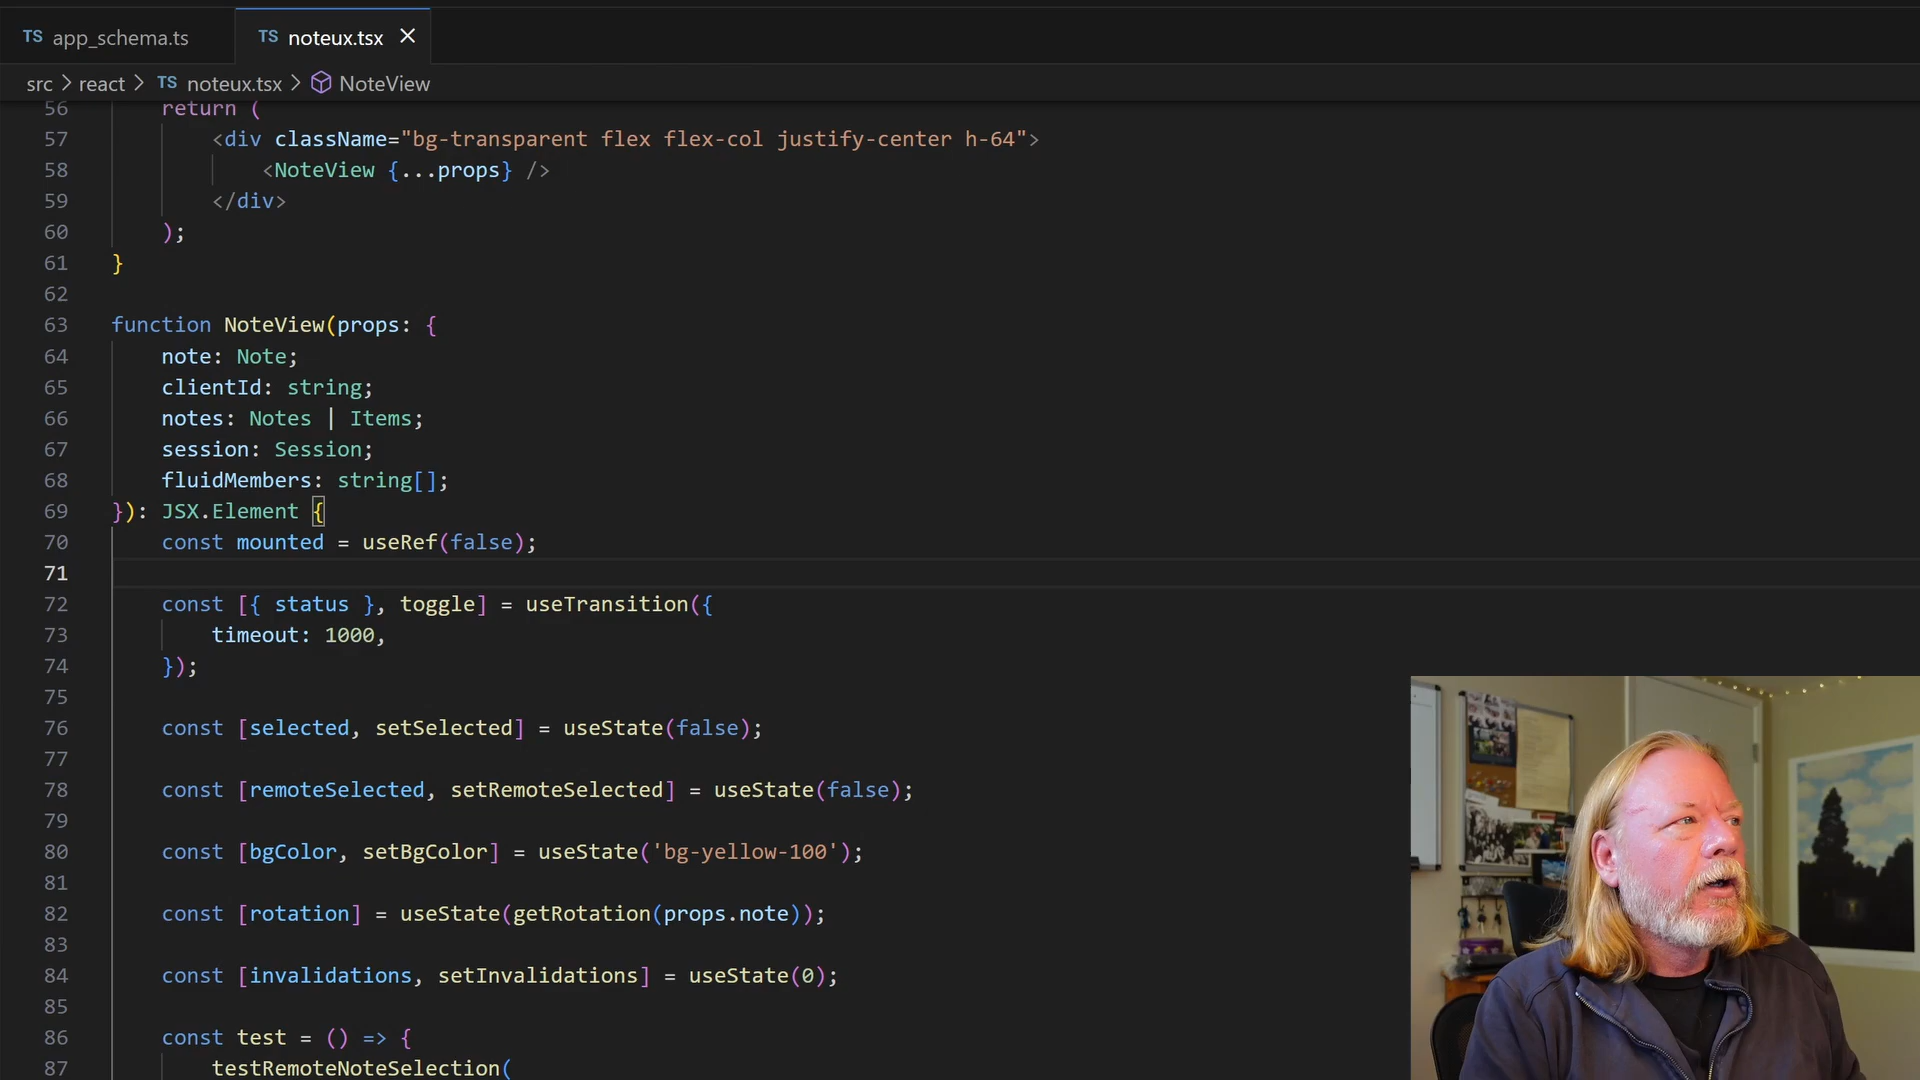 TS app_schema.ts TS noteux.tsx ×
src > react > TS noteux.tsx > NoteView
56 return (
57 <div className="bg-transparent flex flex-col justify-center h-64">
58 <NoteView {...props} />
59 </div>
60 );
61 }
62
63 function NoteView(props: {
64 note: Note;
65 clientId: string;
66 notes: Notes | Items;
67 session: Session;
68 fluidMembers: string[];
69 }): JSX.Element {
70 const mounted = useRef(false);
71
72 const [{ status }, toggle] = useTransition({
73 timeout: 1000,
74 });
75
76 const [selected, setSelected] = useState(false);
77
78 const [remoteSelected, setRemoteSelected] = useState(false);
79
80 const [bgColor, setBgColor] = useState('bg-yellow-100');
81
82 const [rotation] = useState(getRotation(props.note));
83
84 const [invalidations, setInvalidations] = useState(0);
85
86 const test = () => {
87 testRemoteNoteSelection(